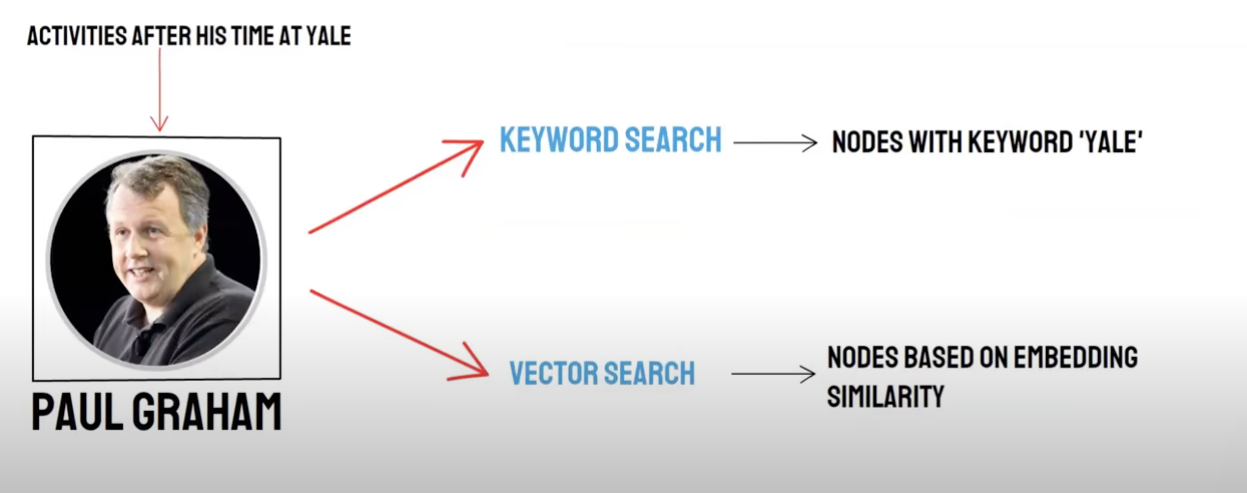 ACTIVITIES AFTER HIS TIME AT YALE
KEYWORD SEARCH
NODES WITH KEYWORD 'YALE'
VECTOR SEARCH
NODES BASED ON EMBEDDING
SIMILARITY
PAUL GRAHAM